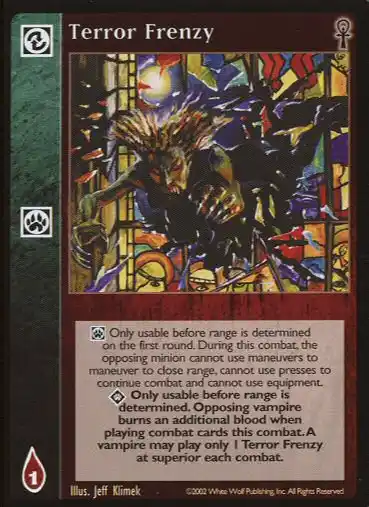 Terror Frenzy
Only usable before range is determined
on the first round. During this combat, the
opposing minion cannot use maneuvers to
maneuver to close range, cannot use presses to
continue combat and cannot use equipment.
Only usable before range is
determined. Opposing vampire
burns an additional blood when
playing combat cards this combat. A
vampire may play only 1 Terror Frenzy
at superior each combat.
1
Illus. Jeff Klimek
©2002 White Wolf Publishing, Inc. All Rights Reserved